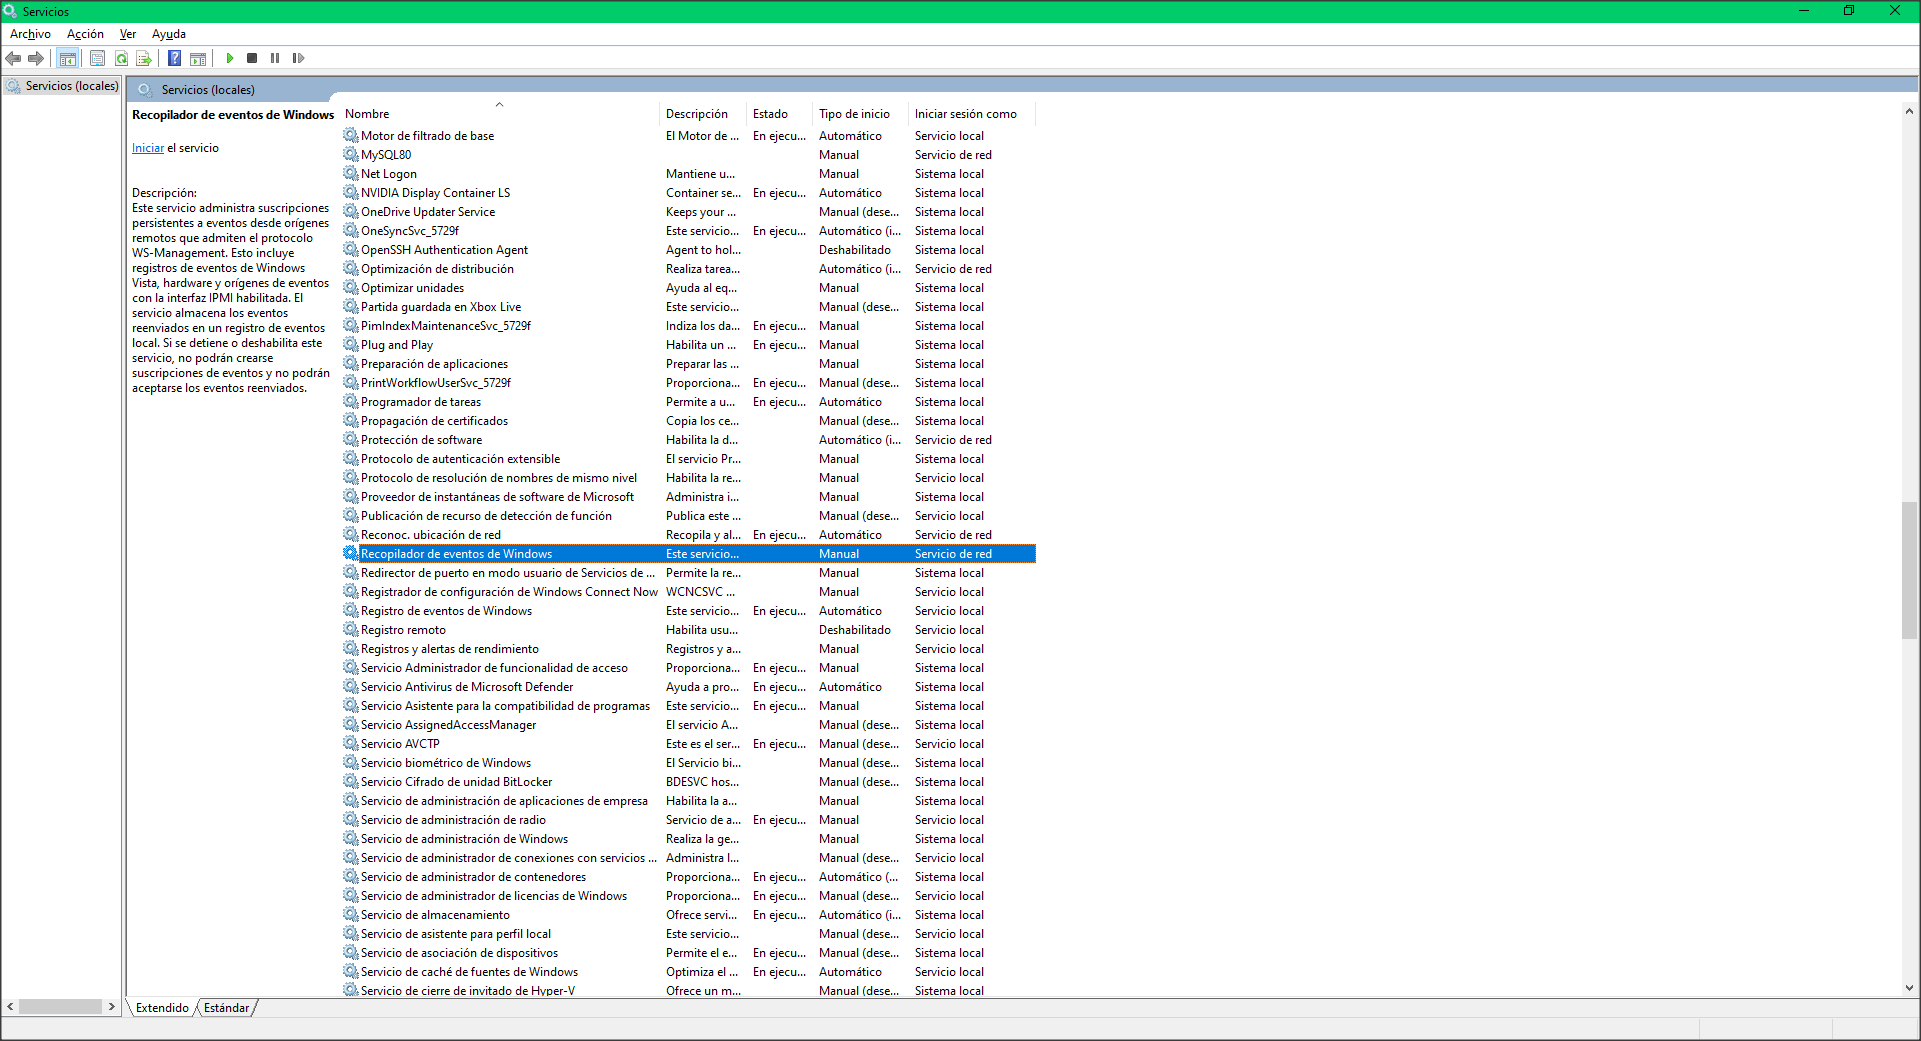 Servicios
Archivo Acción Ver Ayuda
Servicios (locales)
Servicios (locales)
Recopilador de eventos de Windows
Iniciar el servicio
Descripción:
Este servicio administra suscripciones
persistentes a eventos desde orígenes
remotos que admiten el protocolo
WS-Management. Esto incluye
registros de eventos de Windows
Vista, hardware y orígenes de eventos
con la interfaz IPMI habilitada. El
servicio almacena los eventos
reenviados en un registro de eventos
local. Si se detiene o deshabilita este
servicio, no podrán crearse
suscripciones de eventos y no podrán
aceptarse los eventos reenviados.
Nombre Descripción Estado Tipo de inicio Iniciar sesión como
Motor de filtrado de base El Motor de ... En ejecu... Automático Servicio local
MySQL80 Manual Servicio de red
Net Logon Mantiene u... Manual Sistema local
NVIDIA Display Container LS Container se... En ejecu... Automático Sistema local
OneDrive Updater Service Keeps your ... Manual (dese... Sistema local
OneSyncSvc_5729f Este servicio... En ejecu... Automático (i... Sistema local
OpenSSH Authentication Agent Agent to hol... Deshabilitado Sistema local
Optimización de distribución Realiza tarea... Automático (i... Servicio de red
Optimizar unidades Ayuda al eq... Manual Sistema local
Partida guardada en Xbox Live Este servicio... Manual (dese... Sistema local
PimIndexMaintenanceSvc_5729f Indiza los da... En ejecu... Manual Sistema local
Plug and Play Habilita un ... En ejecu... Manual Sistema local
Preparación de aplicaciones Preparar las ... Manual Sistema local
PrintWorkflowUserSvc_5729f Proporciona... En ejecu... Manual (dese... Sistema local
Programador de tareas Permite a u... En ejecu... Automático Sistema local
Propagación de certificados Copia los ce... Manual (dese... Sistema local
Protección de software Habilita la d... Automático (i... Servicio de red
Protocolo de autenticación extensible El servicio Pr... Manual Sistema local
Protocolo de resolución de nombres de mismo nivel Habilita la re... Manual Servicio local
Proveedor de instantáneas de software de Microsoft Administra i... Manual Sistema local
Publicación de recurso de detección de función Publica este ... Manual (dese... Servicio local
Reconoc. ubicación de red Recopila y al... En ejecu... Automático Servicio de red
Recopilador de eventos de Windows Este servicio... Manual Servicio de red
Redirector de puerto en modo usuario de Servicios de ... Permite la re... Manual Sistema local
Registrador de configuración de Windows Connect Now WCNCSVC ... Manual Servicio local
Registro de eventos de Windows Este servicio... En ejecu... Automático Servicio local
Registro remoto Habilita usu... Deshabilitado Servicio local
Registros y alertas de rendimiento Registros y a... Manual Servicio local
Servicio Administrador de funcionalidad de acceso Proporciona... En ejecu... Manual Sistema local
Servicio Antivirus de Microsoft Defender Ayuda a pro... En ejecu... Automático Sistema local
Servicio Asistente para la compatibilidad de programas Este servicio... En ejecu... Manual Sistema local
Servicio AssignedAccessManager El servicio A... Manual (dese... Sistema local
Servicio AVCTP Este es el ser... En ejecu... Manual (dese... Servicio local
Servicio biométrico de Windows El Servicio bi... Manual (dese... Sistema local
Servicio Cifrado de unidad BitLocker BDESVC hos... Manual (dese... Sistema local
Servicio de administración de aplicaciones de empresa Habilita la a... Manual Sistema local
Servicio de administración de radio Servicio de a... En ejecu... Manual Servicio local
Servicio de administración de Windows Realiza la ge... Manual Sistema local
Servicio de administrador de conexiones con servicios ... Administra l... Manual (dese... Servicio local
Servicio de administrador de contenedores Proporciona... En ejecu... Automático (... Sistema local
Servicio de administrador de licencias de Windows Proporciona... En ejecu... Manual (dese... Servicio local
Servicio de almacenamiento Ofrece servi... En ejecu... Automático (i... Sistema local
Servicio de asistente para perfil local Este servicio... Manual (dese... Servicio local
Servicio de asociación de dispositivos Permite el e... En ejecu... Manual (dese... Sistema local
Servicio de caché de fuentes de Windows Optimiza el ... En ejecu... Automático Servicio local
Servicio de cierre de invitado de Hyper-V Ofrece un m... Manual (dese... Sistema local
Extendido Estándar